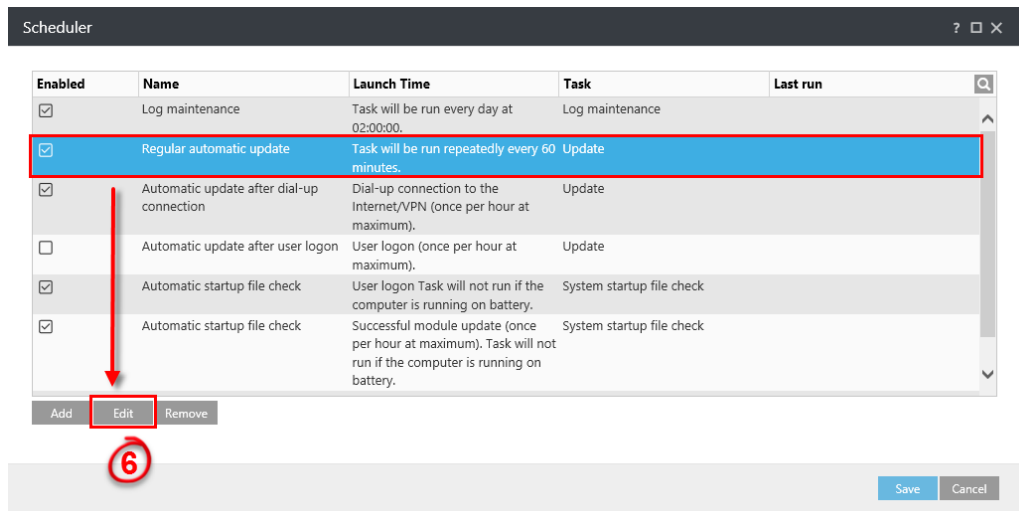 Scheduler
?
Enabled Name Launch Time Task Last run
Log maintenance Task will be run every day at Log maintenance
02:00:00.
Regular automatic update Task will be run repeatedly every 60 Update
minutes.
Automatic update after dial-up Dial-up connection to the Update
connection Internet/VPN (once per hour at
maximum).
Automatic update after user logon User logon (once per hour at Update
maximum).
Automatic startup file check User logon Task will not run if the System startup file check
computer is running on battery.
Automatic startup file check Successful module update (once System startup file check
per hour at maximum). Task will not
run if the computer is running on
battery.
Add Edit Remove
6
Save Cancel